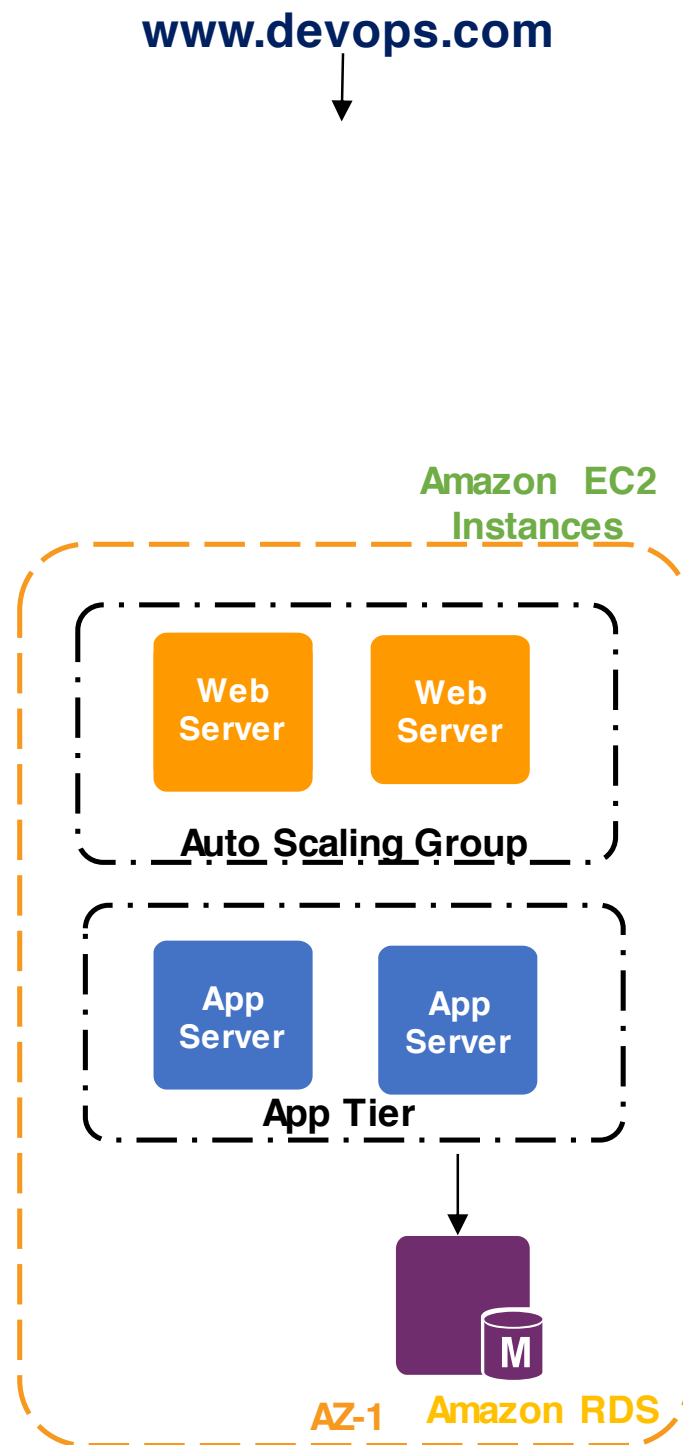 www.devops.com
Amazon EC2
Instances
Web
Server
Web
Server
Auto Scaling Group
App
Server
App
Server
App Tier
M
AZ-1
Amazon RDS